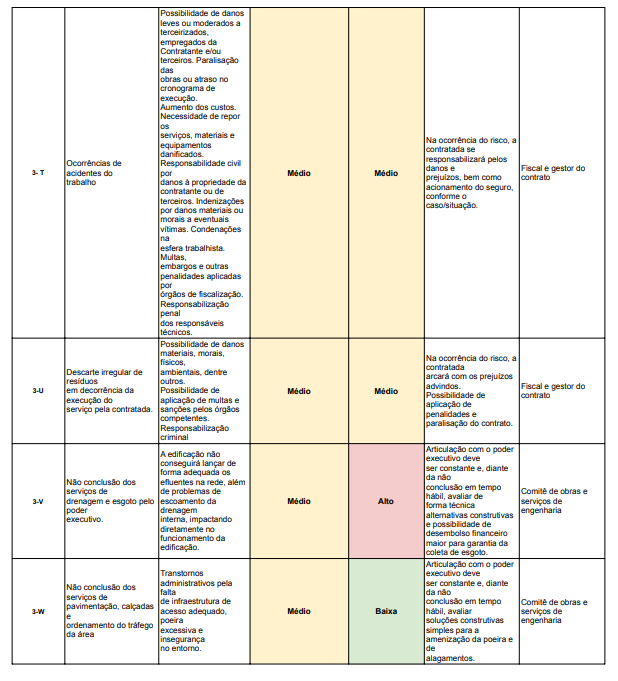 3- T
Ocorrências de
acidentes do
trabalho
Possibilidade de danos
leves ou moderados a
terceirizados,
empregados da
Contratante e/ou
terceiros. Paralisação
das
obras ou atraso no
cronograma de
execução.
Aumento dos custos.
Necessidade de repor
os
serviços, materiais e
equipamentos
danificados.
Responsabilidade civil
por
danos à propriedade da
contratante ou de
terceiros. Indenizações
por danos materiais ou
morais a eventuais
vítimas. Condenações
na
esfera trabalhista.
Multas,
embargos e outras
penalidades aplicadas
por
órgãos de fiscalização.
Responsabilização
penal
dos responsáveis
técnicos.
Médio
Médio
Na ocorrência do risco, a
contratada se
responsabilizará pelos
danos e
prejuízos, bem como
acionamento do seguro,
conforme o
caso/situação.
Fiscal e gestor do
contrato
3-U
Descarte irregular de
resíduos
em decorrência da
execução do
serviço pela contratada.
Possibilidade de danos
materiais, morais,
físicos,
ambientais, dentre
outros.
Possibilidade de
aplicação de multas e
sanções pelos órgãos
competentes.
Responsabilização
criminal
Médio
Médio
Na ocorrência do risco, a
contratada
arcará com os prejuízos
advindos.
Possibilidade de
aplicação de
penalidades e
paralisação do contrato.
Fiscal e gestor do
contrato
3-V
Não conclusão dos
serviços de
drenagem e esgoto pelo
poder
executivo.
A edificação não
conseguirá lançar de
forma adequada os
efluentes na rede, além
de problemas de
escoamento da
drenagem
interna, impactando
diretamente no
funcionamento da
edificação.
Médio
Alto
Articulação com o poder
executivo deve
ser constante e, diante
da não
conclusão em tempo
hábil, avaliar de
forma técnica
alternativas construtivas
e possibilidade de
desembolso financeiro
maior para garantia da
coleta de esgoto.
Comitê de obras e
serviços de
engenharia
3-W
Não conclusão dos
serviços de
pavimentação, calçadas
e
ordenamento do tráfego
da área
Transtornos
administrativos pela
falta
de infraestrutura de
acesso adequado,
poeira
excessiva e
insegurança
no entorno.
Médio
Baixa
Articulação com o poder
executivo deve
ser constante e, diante
da não
conclusão em tempo
hábil, avaliar
soluções construtivas
simples para a
amenização da poeira e
de
alagamentos.
Comitê de obras e
serviços de
engenharia